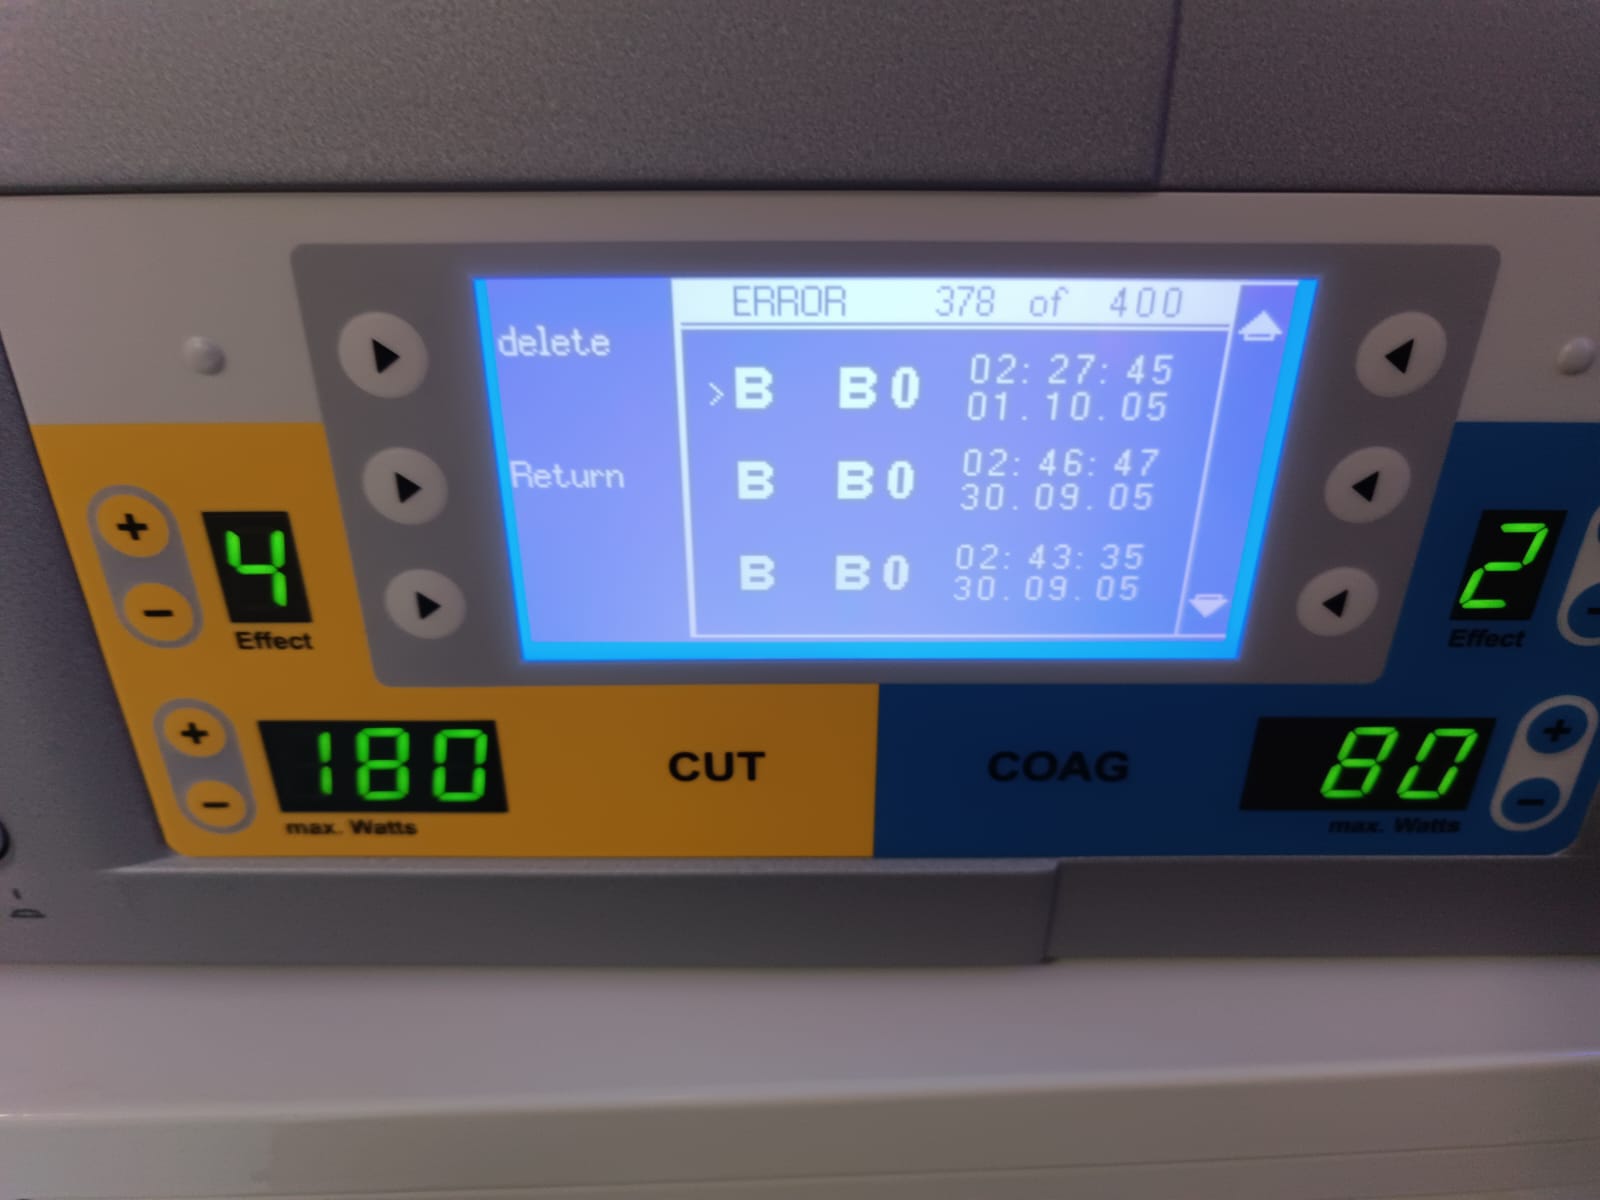 ERROR 378 of 400
delete
> B B0 02:27:45
01.10.05
Return
B B0 02:46:47
30.09.05
B B0 02:43:35
30.09.05
+
4
-
Effect
2
-
Effect
+
180
-
max. Watts
CUT
COAG
80
+
-
max. Watts